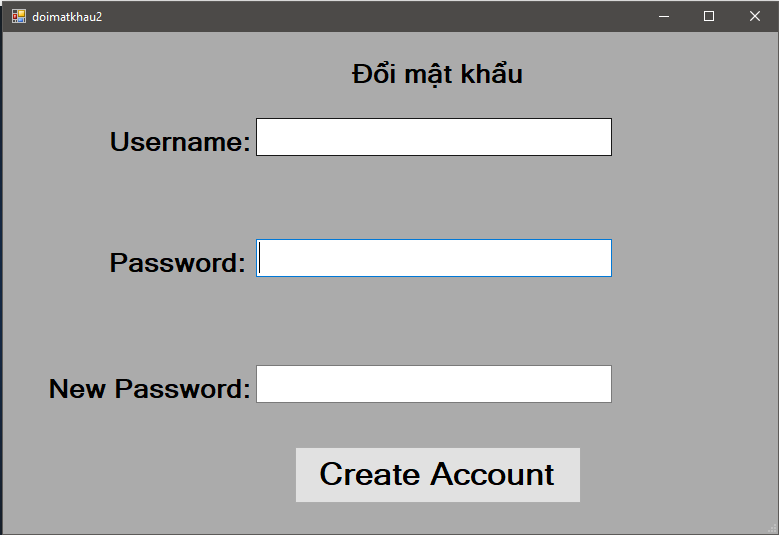 doimatkhau2
Đổi mật khẩu
Username:
Password:
New Password:
Create Account